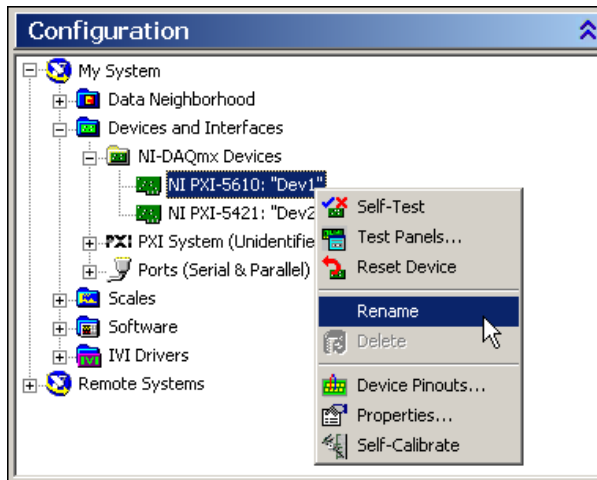 Configuration
My System
Data Neighborhood
Devices and Interfaces
NI-DAQmx Devices
NI PXI-5610: "Dev1"
NI PXI-5421: "Dev2
PXI PXI System (Unidentifie
Ports (Serial & Parallel)
Scales
Software
IVI IVI Drivers
Remote Systems
Self-Test
Test Panels...
Reset Device
Rename
Delete
Device Pinouts...
Properties...
Self-Calibrate